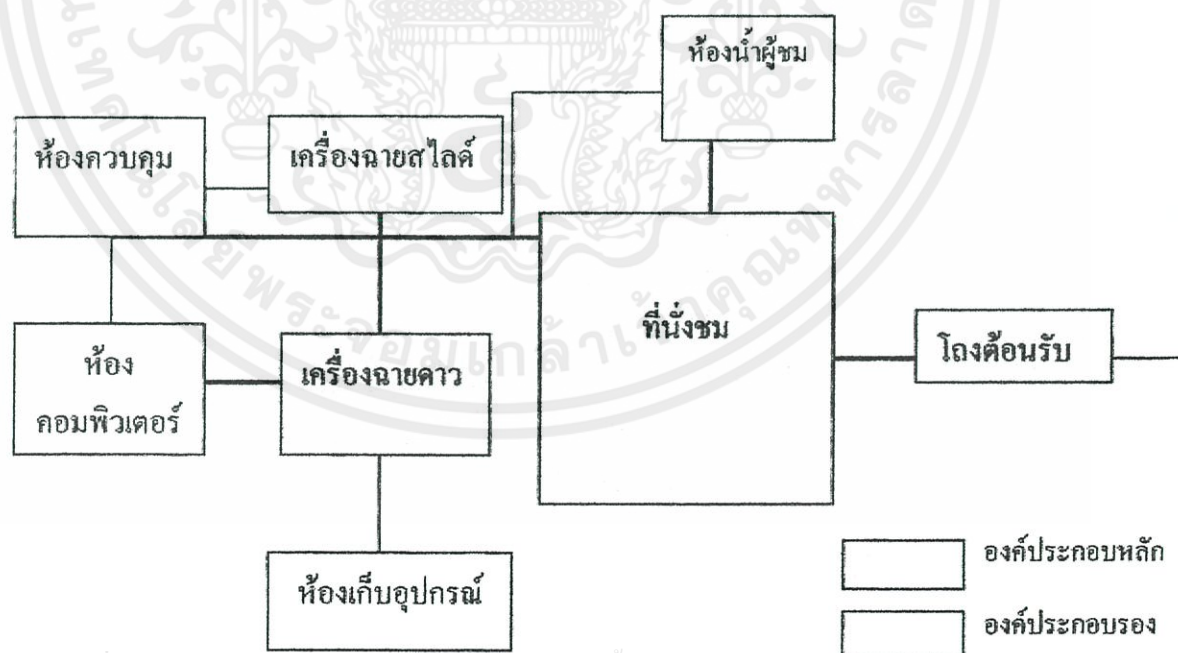 ห้องน้ำผู้ชม
ห้องควบคุม
เครื่องฉายสไลด์
ที่นั่งชม
โถงต้อนรับ
ห้อง
คอมพิวเตอร์
เครื่องฉายดาว
ห้องเก็บอุปกรณ์
องค์ประกอบหลัก
องค์ประกอบรอง